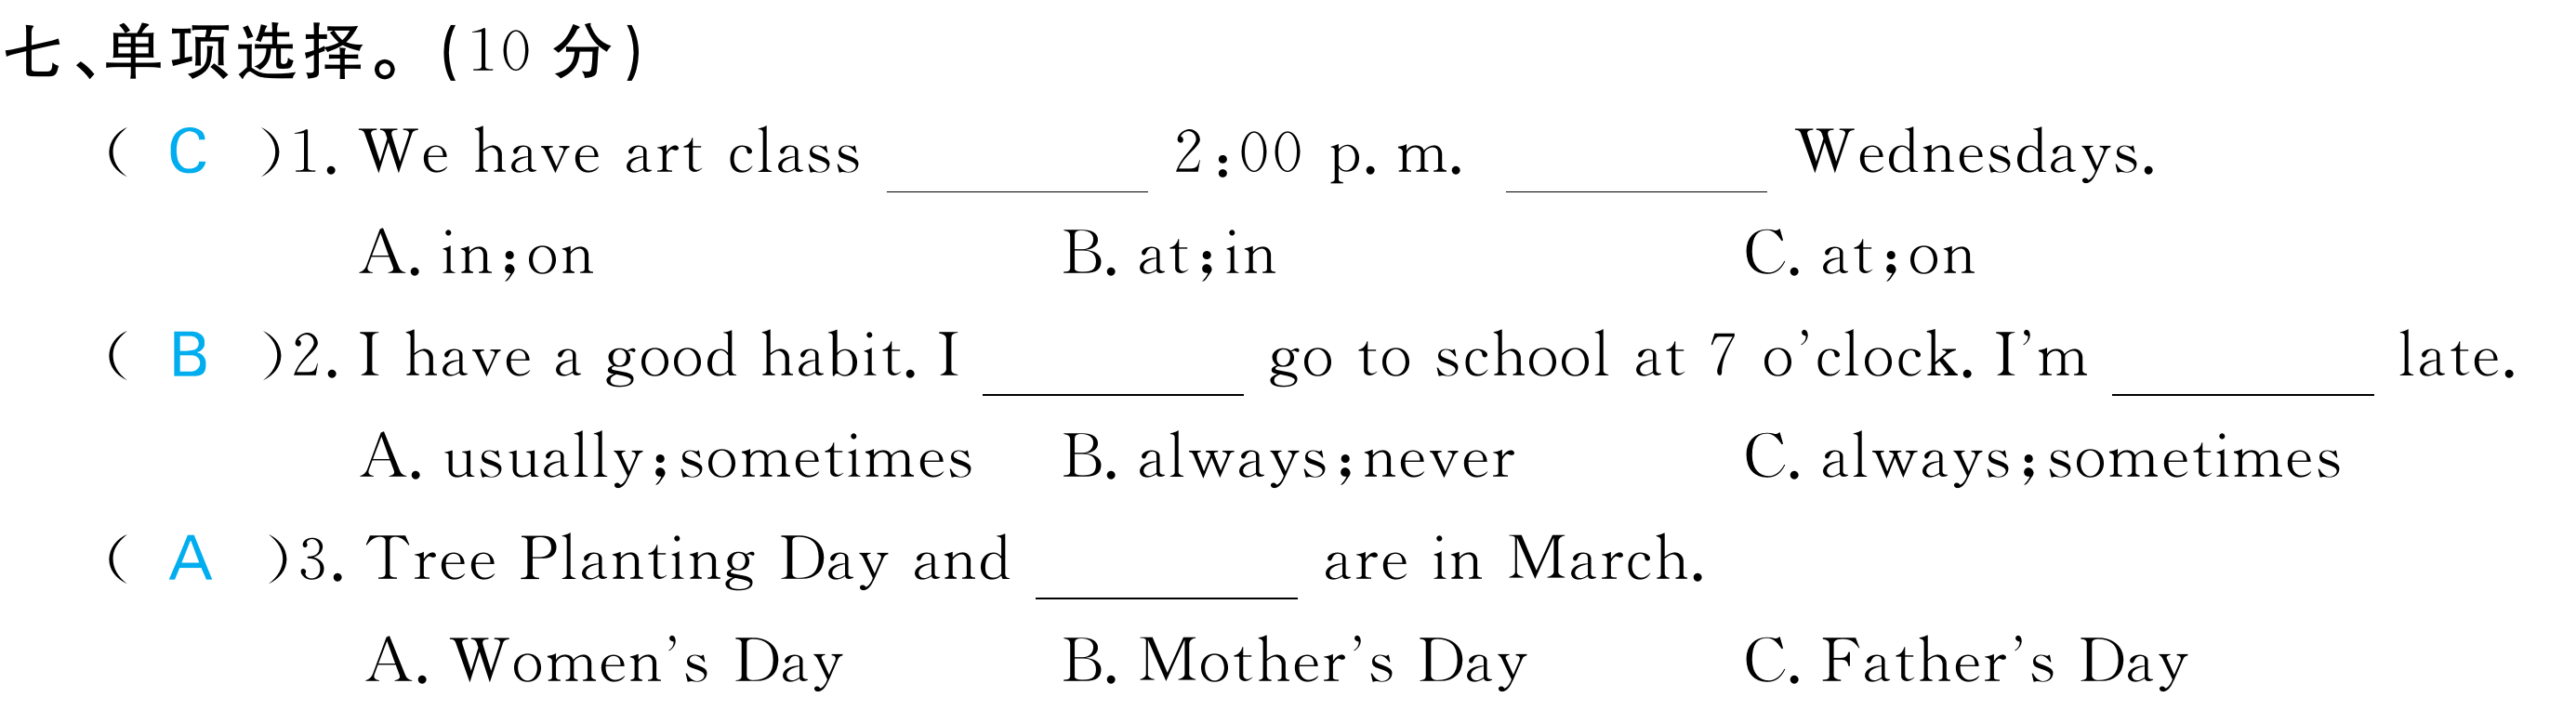 七、单项选择。(10 分)
( C )1. We have art class ________ 2:00 p. m. ________ Wednesdays.
A. in;on B. at;in C. at;on
( B )2. I have a good habit. I ________ go to school at 7 o’clock. I’m ________ late.
A. usually;sometimes B. always;never C. always;sometimes
( A )3. Tree Planting Day and ________ are in March.
A. Women’s Day B. Mother’s Day C. Father’s Day